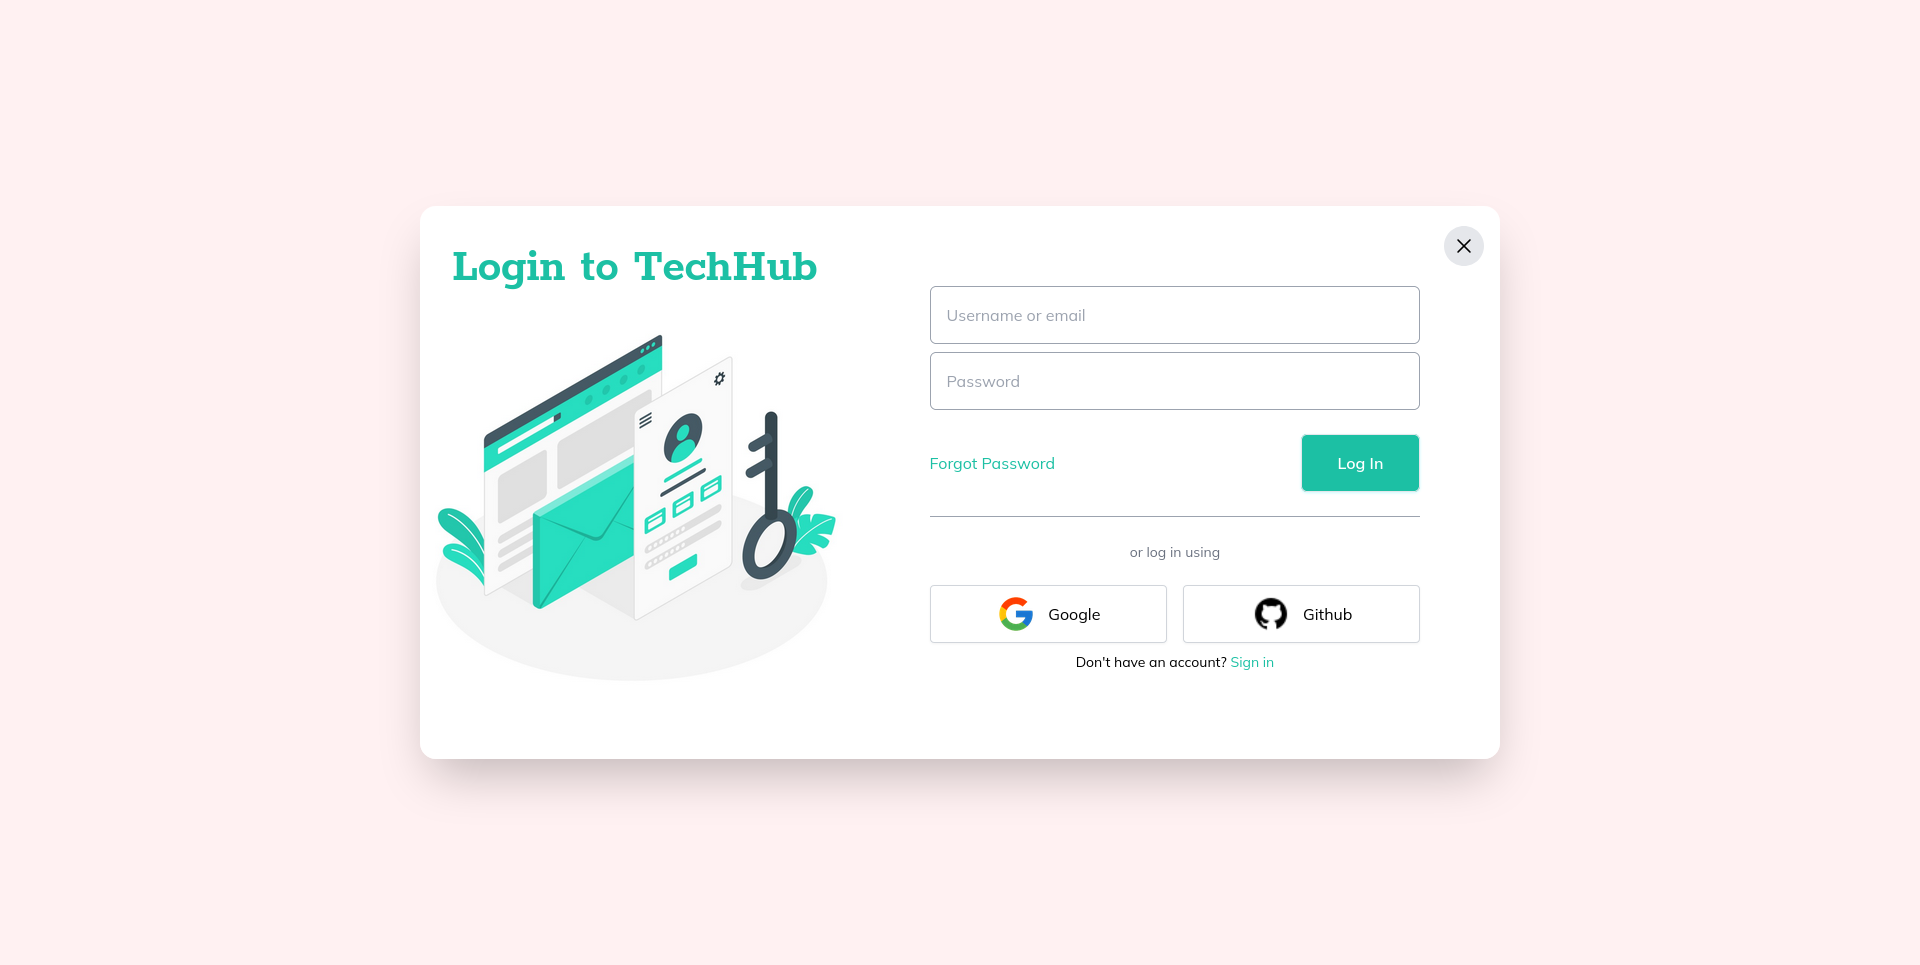 Login to TechHub
Username or email
Password
Forgot Password
Log In
or log in using
Google
Github
Don't have an account? Sign in